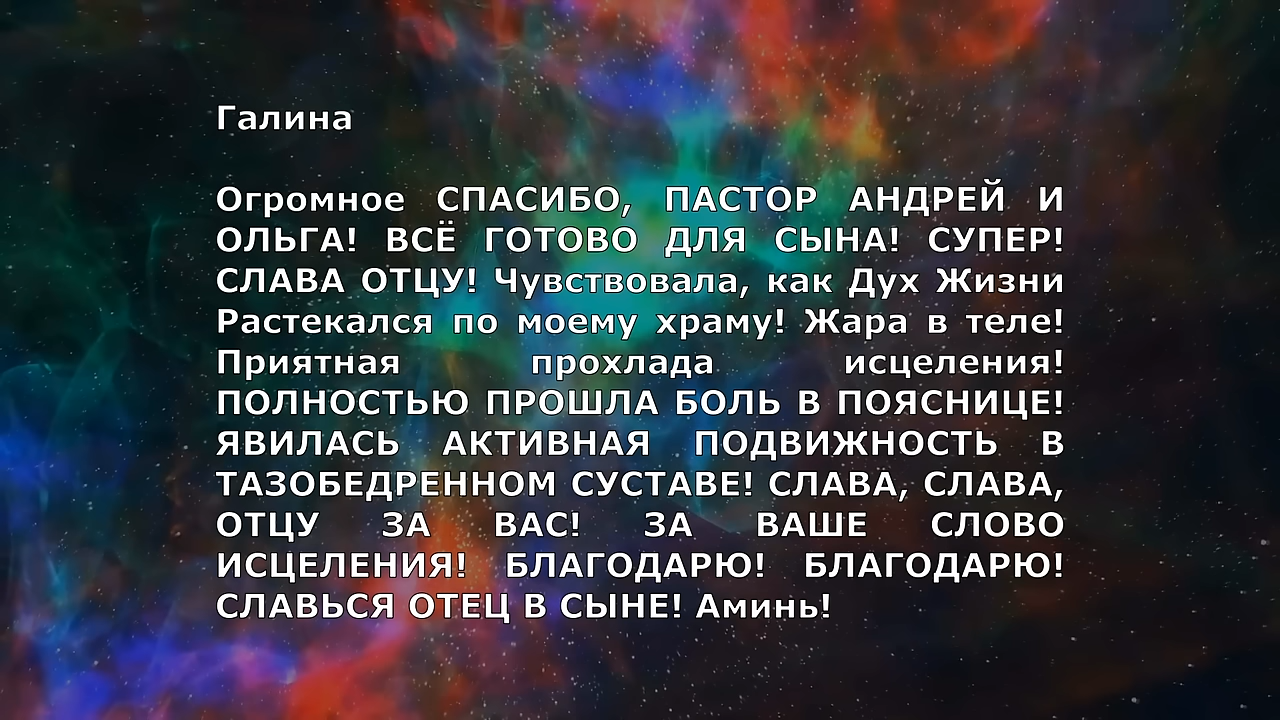 Галина
Огромное СПАСИБО, ПАСТОР АНДРЕЙ И
ОЛЬГА! ВСЁ ГОТОВО ДЛЯ СЫНА! СУПЕР!
СЛАВА ОТЦУ! Чувствовала, как Дух Жизни
Растекался по моему храму! Жара в теле!
Приятная прохлада исцеления!
ПОЛНОСТЬЮ ПРОШЛА БОЛЬ В ПОЯСНИЦЕ!
ЯВИЛАСЬ АКТИВНАЯ ПОДВИЖНОСТЬ В
ТАЗОБЕДРЕННОМ СУСТАВЕ! СЛАВА, СЛАВА,
ОТЦУ ЗА ВАС! ЗА ВАШЕ СЛОВО
ИСЦЕЛЕНИЯ! БЛАГОДАРЮ! БЛАГОДАРЮ!
СЛАВЬСЯ ОТЕЦ В СЫНЕ! Аминь!